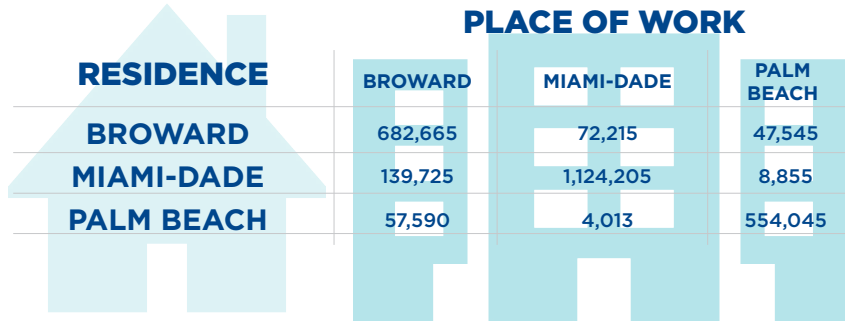 PLACE OF WORK
RESIDENCE BROWARD MIAMI-DADE PALM
BEACH
BROWARD 682,665 72,215 47,545
MIAMI-DADE 139,725 1,124,205 8,855
PALM BEACH 57,590 4,013 554,045